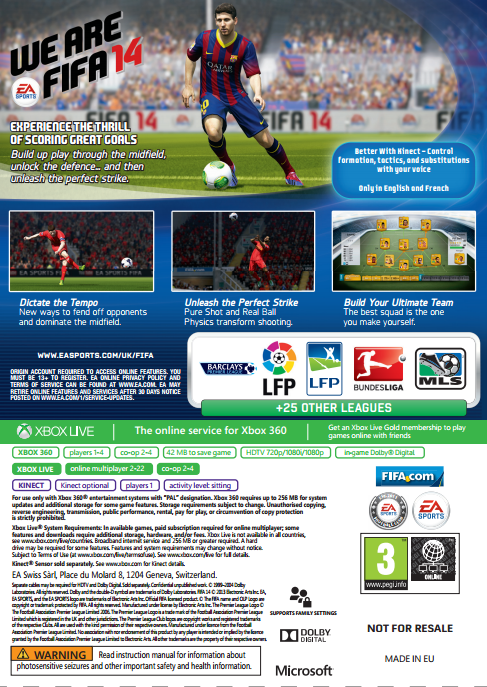 WE ARE
FIFA 14
EA
SPORTS
QATAR
AIRWAYS
FIFA 14
EXPERIENCE THE THRILL
OF SCORING GREAT GOALS
Build up play through the midfield,
unlock the defence... and then
unleash the perfect strike.
Better With Kinect – Control
formation, tactics, and substitutions
with your voice
Only in English and French
Dictate the Tempo
New ways to fend off opponents
and dominate the midfield.
Unleash the Perfect Strike
Pure Shot and Real Ball
Physics transform shooting.
Build Your Ultimate Team
The best squad is the one
you make yourself.
WWW.EASPORTS.COM/UK/FIFA
ORIGIN ACCOUNT REQUIRED TO ACCESS ONLINE FEATURES. YOU
MUST BE 13+ TO REGISTER. EA ONLINE PRIVACY POLICY AND
TERMS OF SERVICE CAN BE FOUND AT WWW.EA.COM. EA MAY
RETIRE ONLINE FEATURES AND SERVICES AFTER 30 DAYS NOTICE
POSTED ON WWW.EA.COM/1/SERVICE-UPDATES.
BARCLAYS
PREMIER LEAGUE
LFP
LFP
BUNDESLIGA
MLS
+25 OTHER LEAGUES
XBOX LIVE
The online service for Xbox 360
Get an Xbox Live Gold membership to play
games online with friends
XBOX 360 players 1-4 co-op 2-4 42 MB to save game HDTV 720p/1080i/1080p in-game Dolby® Digital
XBOX LIVE online multiplayer 2-22 co-op 2-4
KINECT Kinect optional players 1 activity level: sitting
For use only with Xbox 360® entertainment systems with "PAL" designation. Xbox 360 requires up to 256 MB for system
updates and additional storage for some game features. Storage requirements subject to change. Unauthorised copying,
reverse engineering, transmission, public performance, rental, pay for play, or circumvention of copy protection
is strictly prohibited.
Xbox Live® System Requirements: In available games, paid subscription required for online multiplayer; some
features and downloads require additional storage, hardware, and/or fees. Xbox Live is not available in all countries,
see www.xbox.com/live/countries. Broadband internet service and 256 MB or greater required. A hard
drive may be required for some features. Features and system requirements may change without notice.
Subject to Terms of Use (at www.xbox.com/live/termsofuse). See www.xbox.com/live for full details.
Kinect® Sensor sold separately. See www.xbox.com for Kinect details.
EA Swiss Sàrl, Place du Molard 8, 1204 Geneva, Switzerland.
FIFA.com
EA
SPORTS
3
www.pegi.info
ONLINE
SUPPORTS FAMILY SETTINGS
DOLBY
DIGITAL
NOT FOR RESALE
MADE IN EU
WARNING Read instruction manual for information about
photosensitive seizures and other important safety and health information.
Microsoft